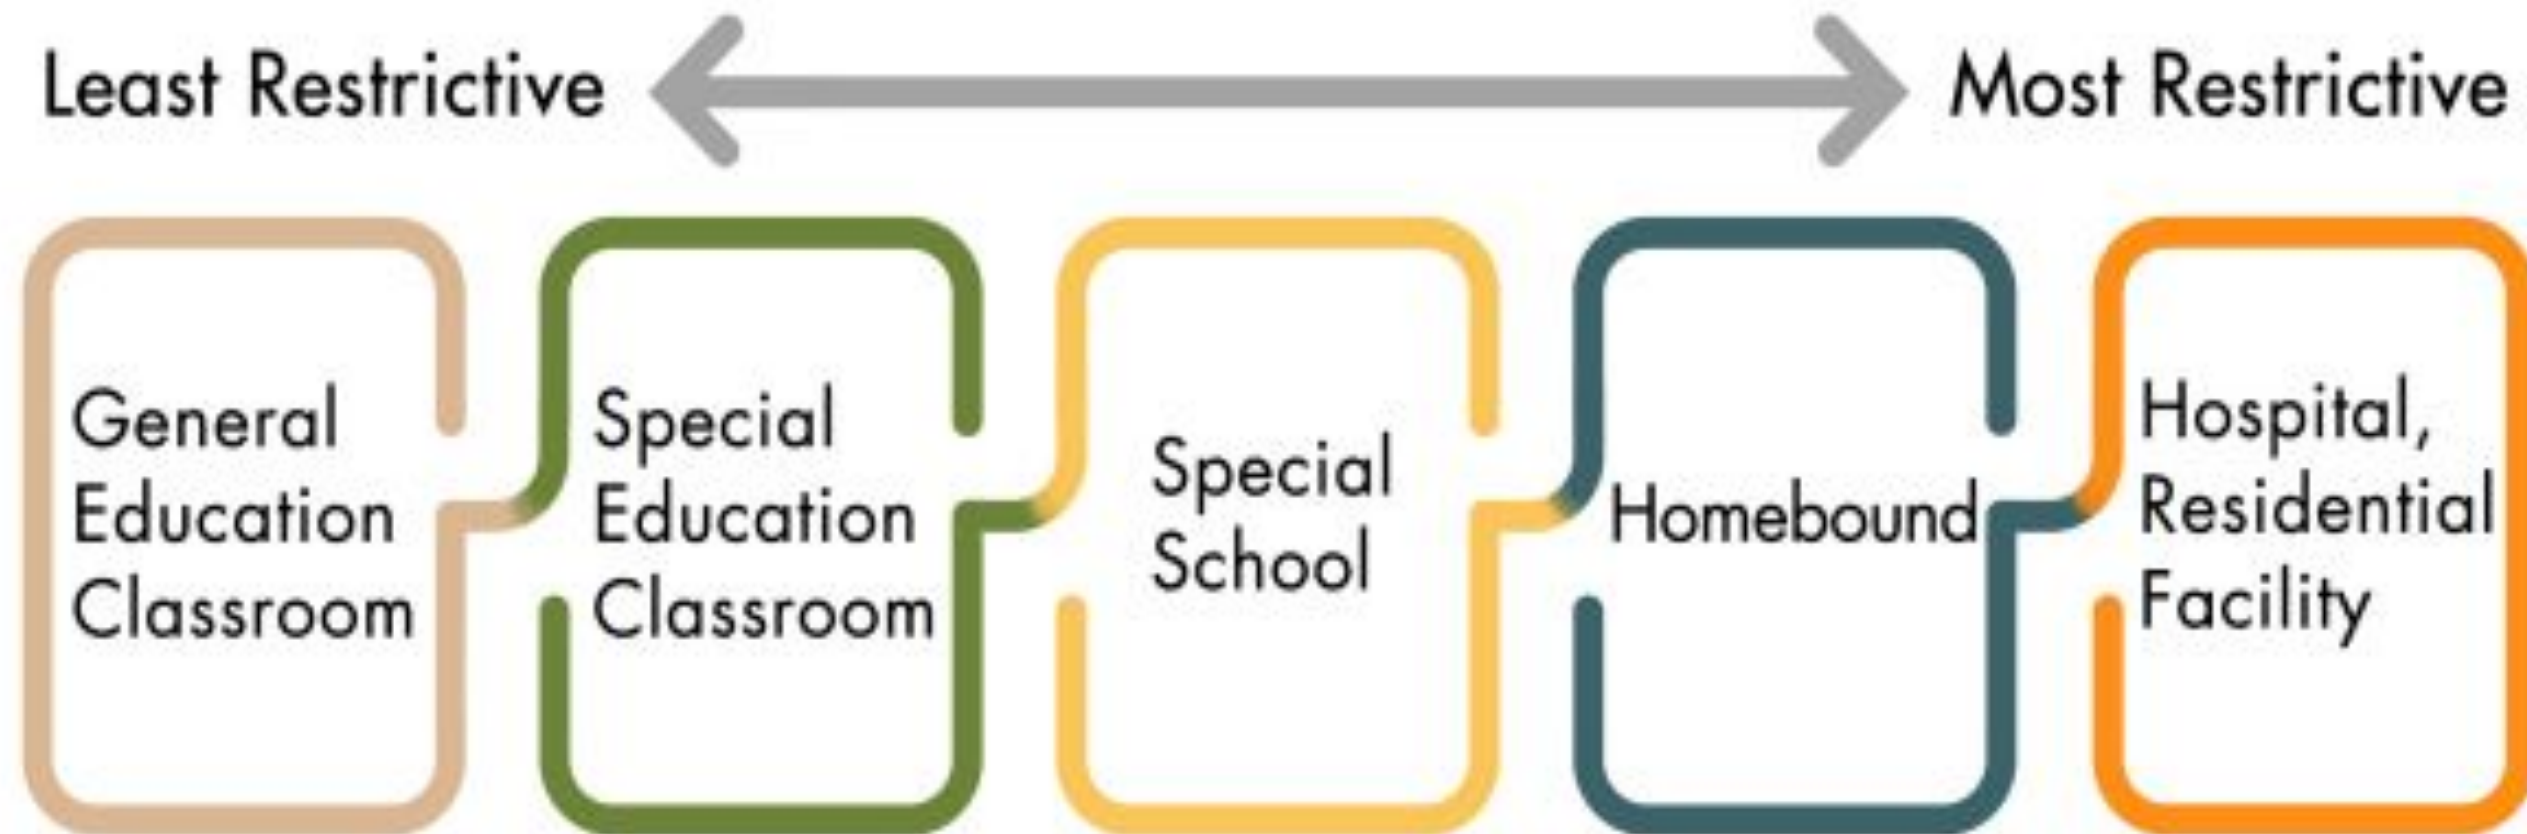 Least Restrictive
Most Restrictive
General
Education
Classroom
Special
Education
Classroom
Special
School
Homebound
Hospital,
Residential
Facility